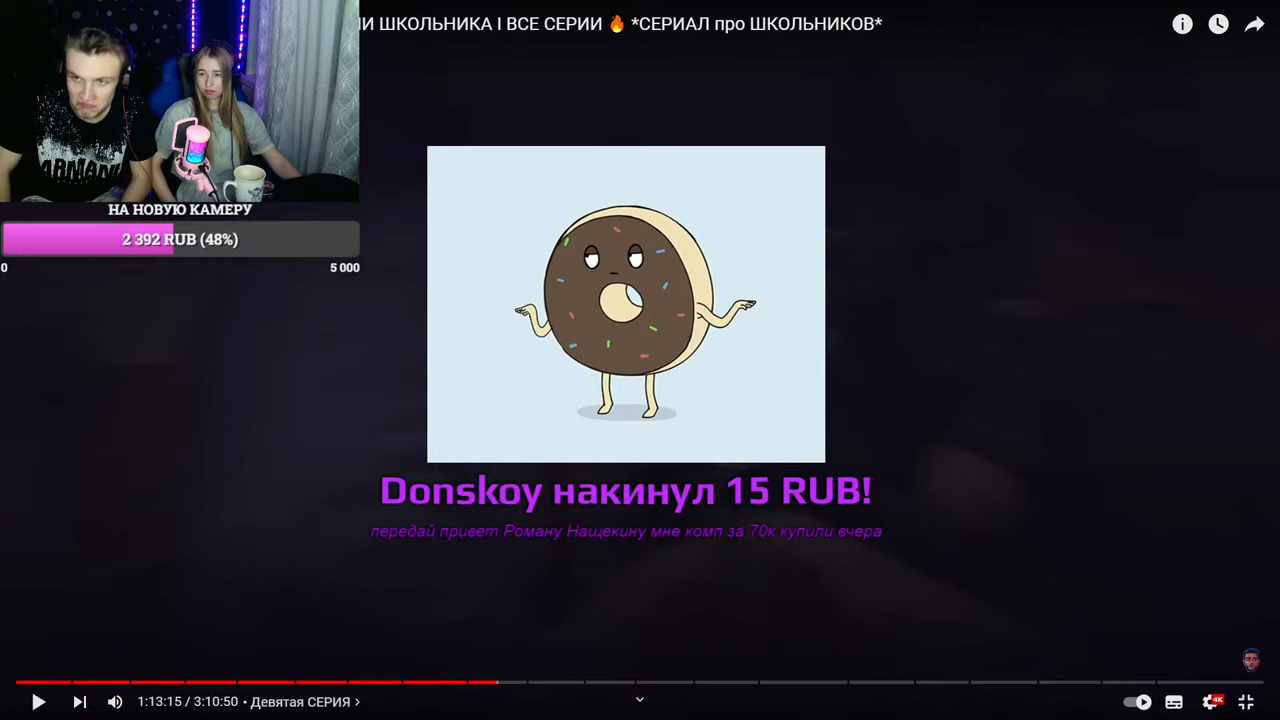 И ШКОЛЬНИКА I ВСЕ СЕРИИ 🔥 *СЕРИАЛ про ШКОЛЬНИКОВ*
ARMANI
НА НОВУЮ КАМЕРУ
2 392 RUB (48%)
0
5 000
Donskoy накинул 15 RUB!
передай привет Роману Нащекину мне комп за 70к купили вчера
1:13:15 / 3:10:50 • Девятая СЕРИЯ
4K